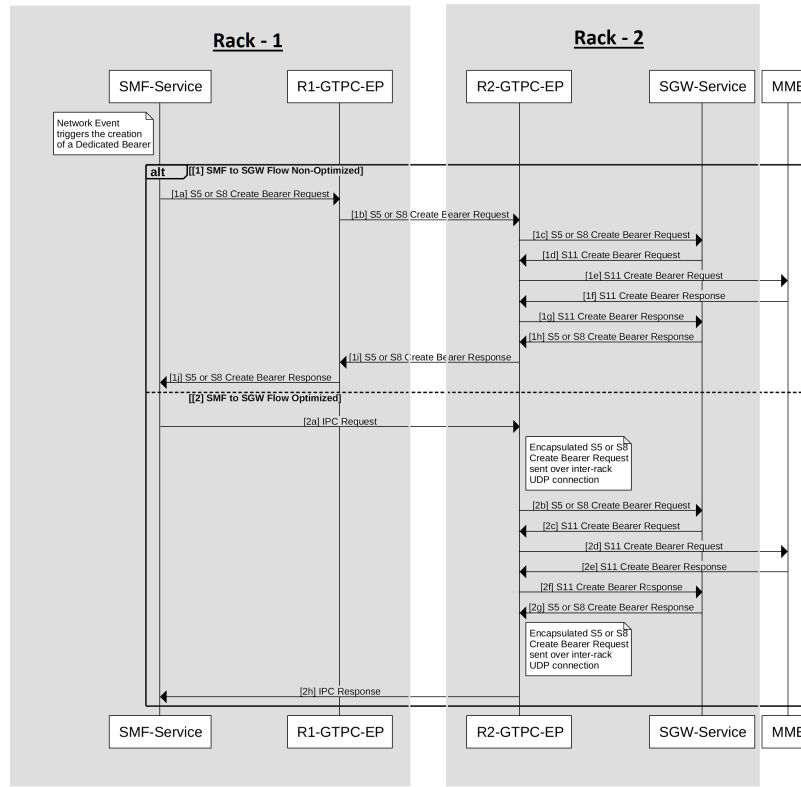 Rack - 1
Rack - 2
SMF-Service
R1-GTPC-EP
R2-GTPC-EP
SGW-Service
MME
Network Event
triggers the creation
of a Dedicated Bearer
alt
[[1] SMF to SGW Flow Non-Optimized]
[1a] S5 or S8 Create Bearer Request
[1b] S5 or S8 Create Bearer Request
[1c] S5 or S8 Create Bearer Request
[1d] S11 Create Bearer Request
[1e] S11 Create Bearer Request
[1f] S11 Create Bearer Response
[1g] S11 Create Bearer Response
[1h] S5 or S8 Create Bearer Response
[1i] S5 or S8 Create Bearer Response
[1j] S5 or S8 Create Bearer Response
[[2] SMF to SGW Flow Optimized]
[2a] IPC Request
Encapsulated S5 or S8
Create Bearer Request
sent over inter-rack
UDP connection
[2b] S5 or S8 Create Bearer Request
[2c] S11 Create Bearer Request
[2d] S11 Create Bearer Request
[2e] S11 Create Bearer Response
[2f] S11 Create Bearer Response
[2g] S5 or S8 Create Bearer Response
Encapsulated S5 or S8
Create Bearer Request
sent over inter-rack
UDP connection
[2h] IPC Response
SMF-Service
R1-GTPC-EP
R2-GTPC-EP
SGW-Service
MME